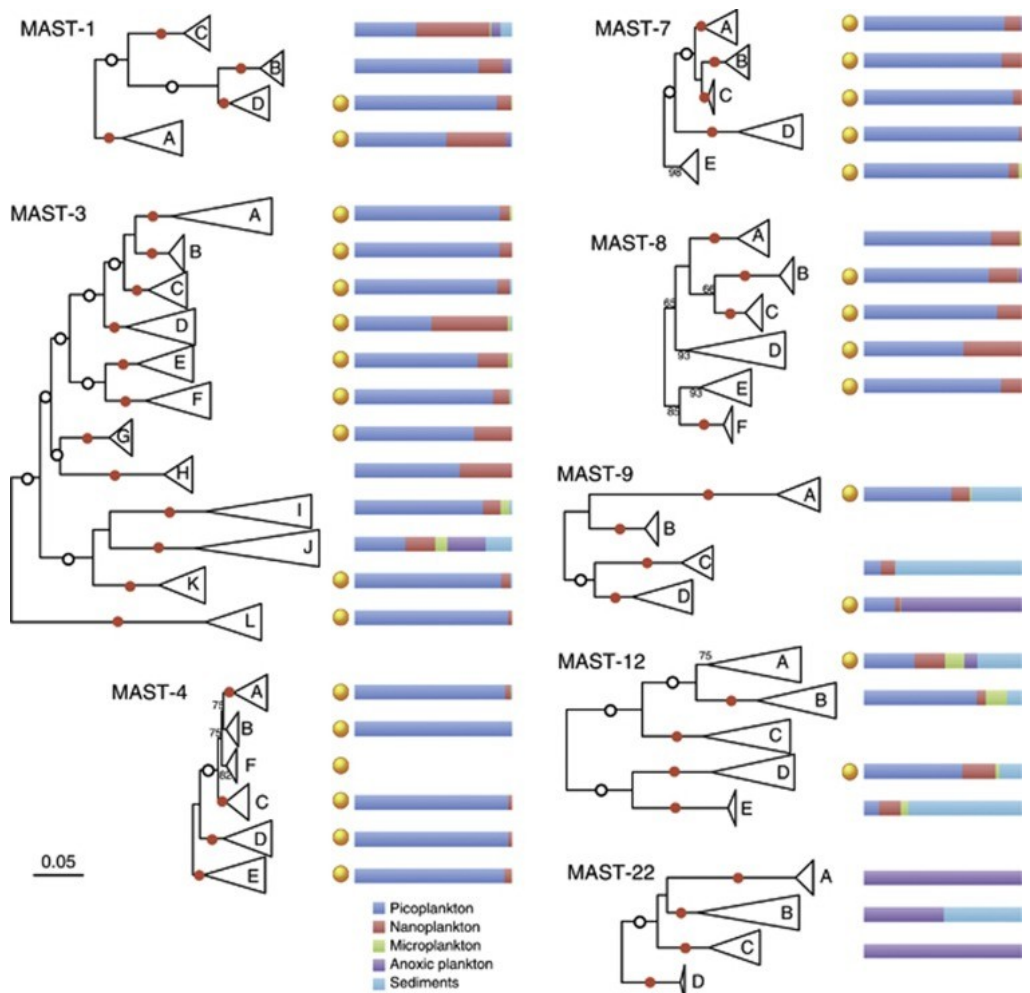 MAST-1
C
B
D
A
MAST-3
A
B
C
D
E
F
G
H
I
J
K
L
MAST-4
75
A
75
B
F
82
C
D
E
0.05
Picoplankton
Nanoplankton
Microplankton
Anoxic plankton
Sediments
MAST-7
A
B
C
D
E
98
MAST-8
A
B
66
C
65
D
93
E
93
85
F
MAST-9
A
B
C
D
MAST-12
75
A
B
C
D
E
MAST-22
A
B
C
D